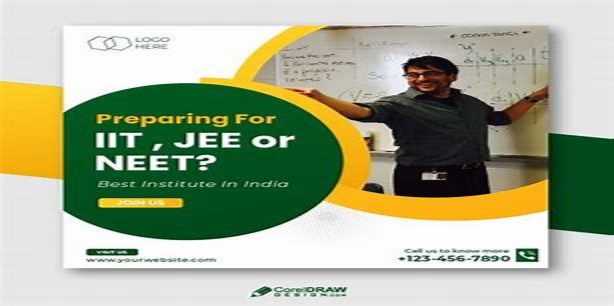 LOGO
HERE
Preparing For
IIT , JEE or
NEET?
Best Institute In India
JOIN US
VISIT US
www.yourwebsite.com
Call us to know more
+123-456-7890
CorelDRAW
DESIGN.COM